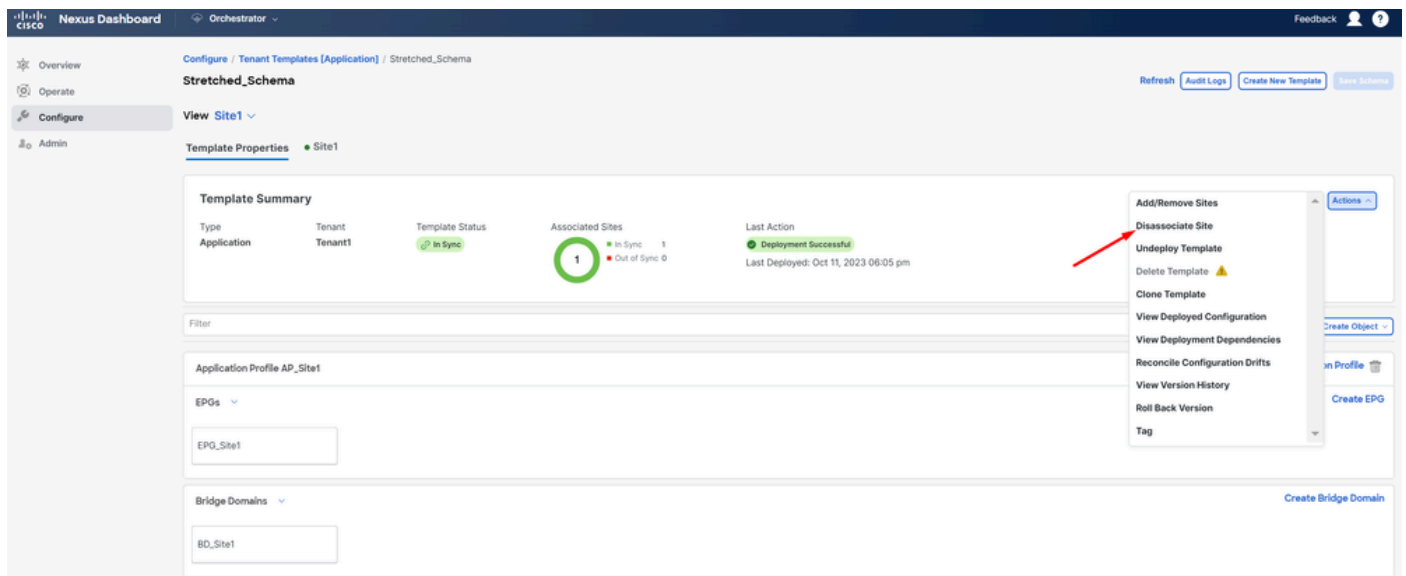 cisco Nexus Dashboard Orchestrator Feedback ?
Overview
Operate
Configure
Admin
Configure / Tenant Templates [Application] / Stretched_Schema
Stretched_Schema
Refresh Audit Logs Create New Template Save Schema
View Site1
Template Properties Site1
Template Summary
Type Tenant Template Status Associated Sites Last Action
Application Tenant1 In Sync 1 In Sync 1 Deployment Successful
Out of Sync 0 Last Deployed: Oct 11, 2023 06:05 pm
Actions
Add/Remove Sites
Disassociate Site
Undeploy Template
Delete Template
Clone Template
View Deployed Configuration
View Deployment Dependencies
Reconcile Configuration Drifts
View Version History
Roll Back Version
Tag
Filter Create Object
Application Profile AP_Site1 Profile
EPGs Create EPG
EPG_Site1
Bridge Domains Create Bridge Domain
BD_Site1